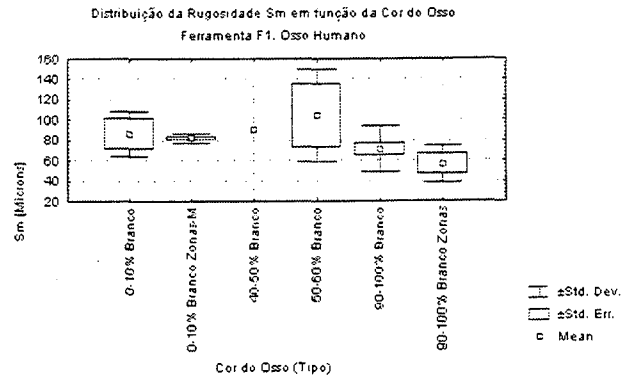 Distribuição da Rugosidade Sm em função da Cor do Osso
Ferramenta F1. Osso Humano
160
140
120
100
80
60
40
20
Sm [Microns]
0-10% Branco
0-10% Branco Zonas-M
40-50% Branco
50-60% Branco
90-100% Branco
90-100% Branco Zonas
Cor do Osso (Tipo)
±Std. Dev.
±Std. Err.
Mean